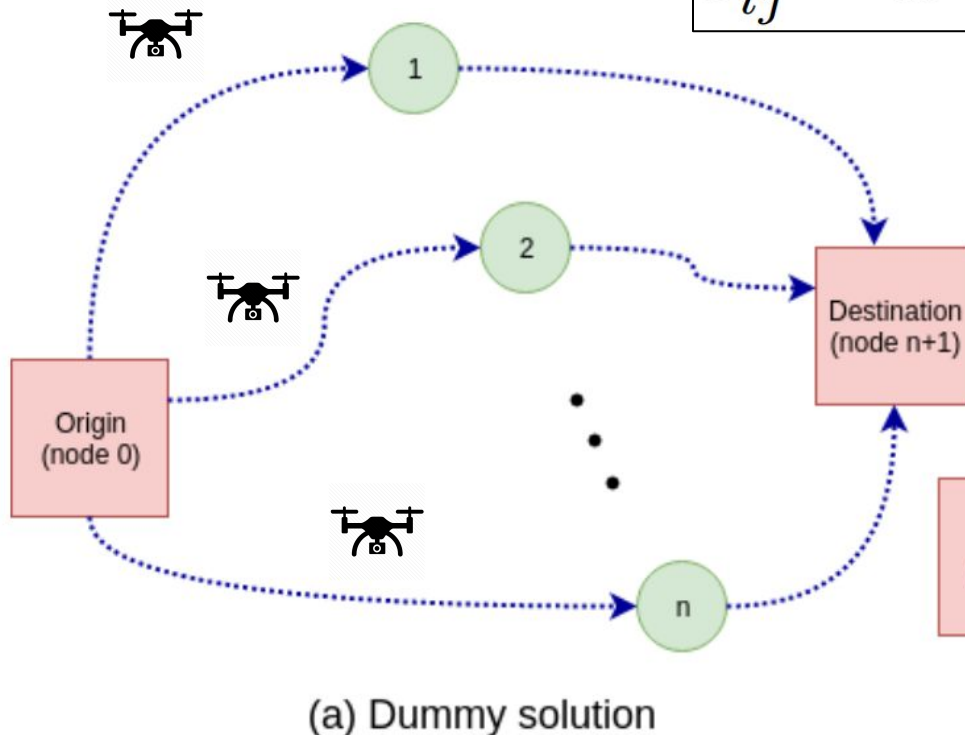 1
2
Destination
(node n+1)
Origin
(node 0)
n
(a) Dummy solution